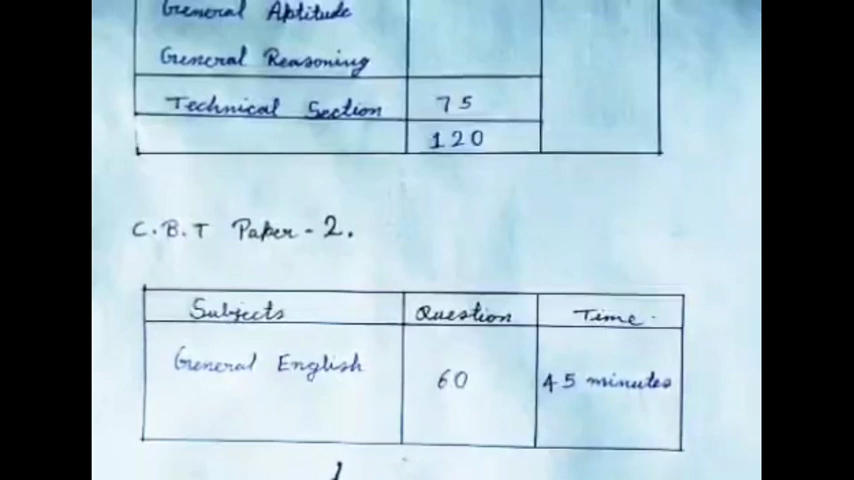 General Aptitude
General Reasoning
Technical Section 75
120
C.B.T Paper - 2.
Subjects Question Time
General English 60 45 minutes